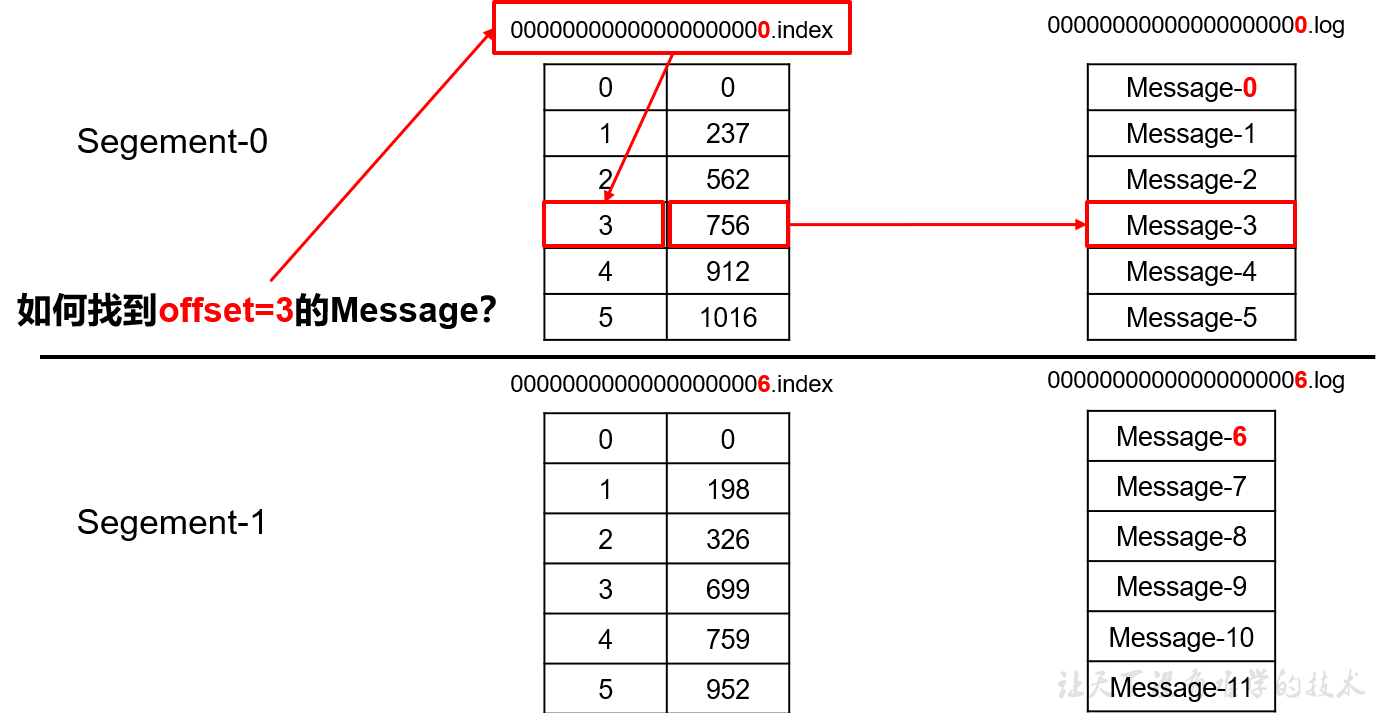 00000000000000000000.index
00000000000000000000.log
Segement-0
0 0 Message-0
1 237 Message-1
2 562 Message-2
3 756 Message-3
4 912 Message-4
5 1016 Message-5
如何找到offset=3的Message？
00000000000000000006.index
00000000000000000006.log
Segement-1
0 0 Message-6
1 198 Message-7
2 326 Message-8
3 699 Message-9
4 759 Message-10
5 952 Message-11
让天下没有难学的技术